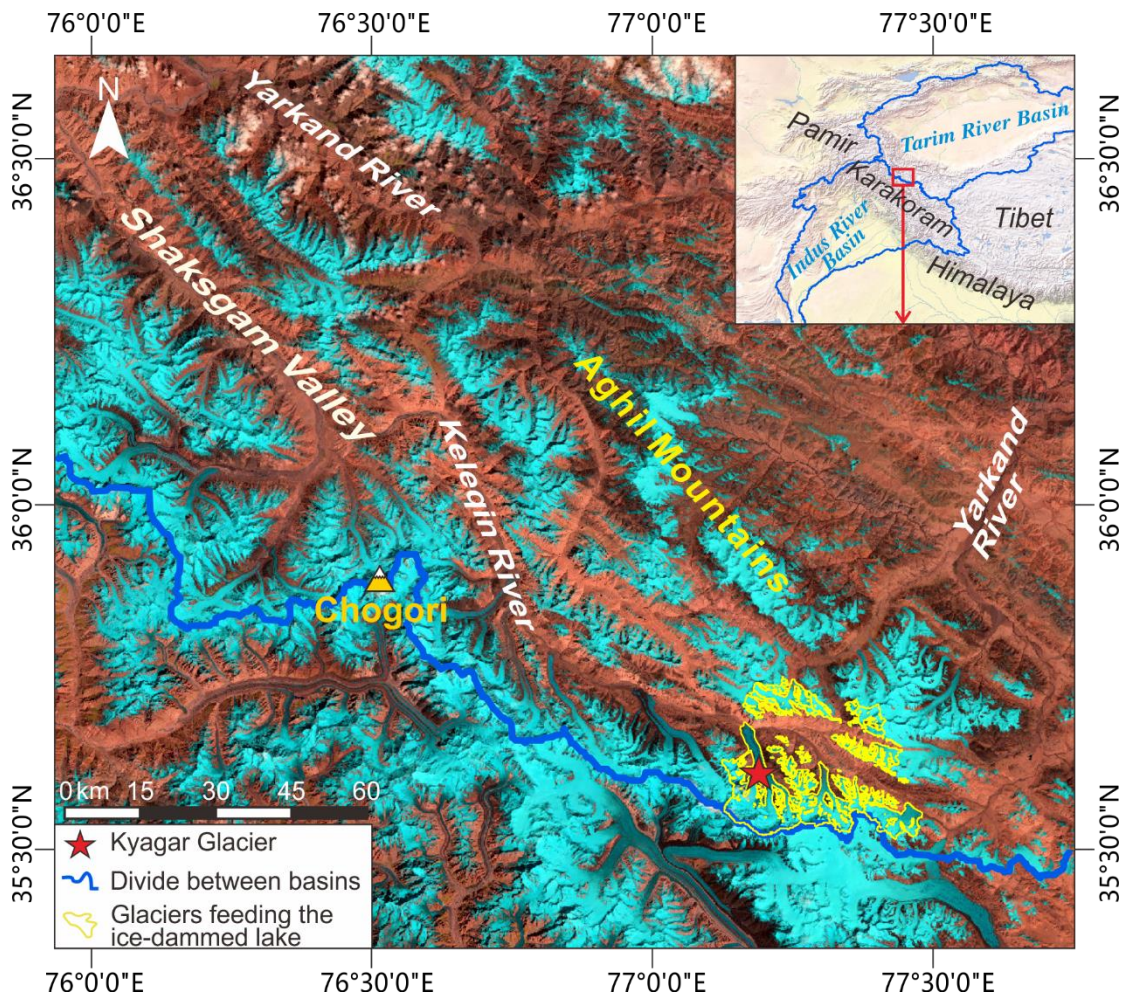 76°0'0"E
76°30'0"E
77°0'0"E
77°30'0"E
36°30'0"N
36°0'0"N
35°30'0"N
36°30'0"N
36°0'0"N
35°30'0"N
N
Yarkand River
Shaksgam Valley
Keleqin River
Aghil Mountains
Yarkand
River
Chogori
Pamir
Tarim River Basin
Karakoram
Tibet
Indus River
Basin
Himalaya
0 km 15 30 45 60
Kyagar Glacier
Divide between basins
Glaciers feeding the
ice-dammed lake
76°0'0"E
76°30'0"E
77°0'0"E
77°30'0"E